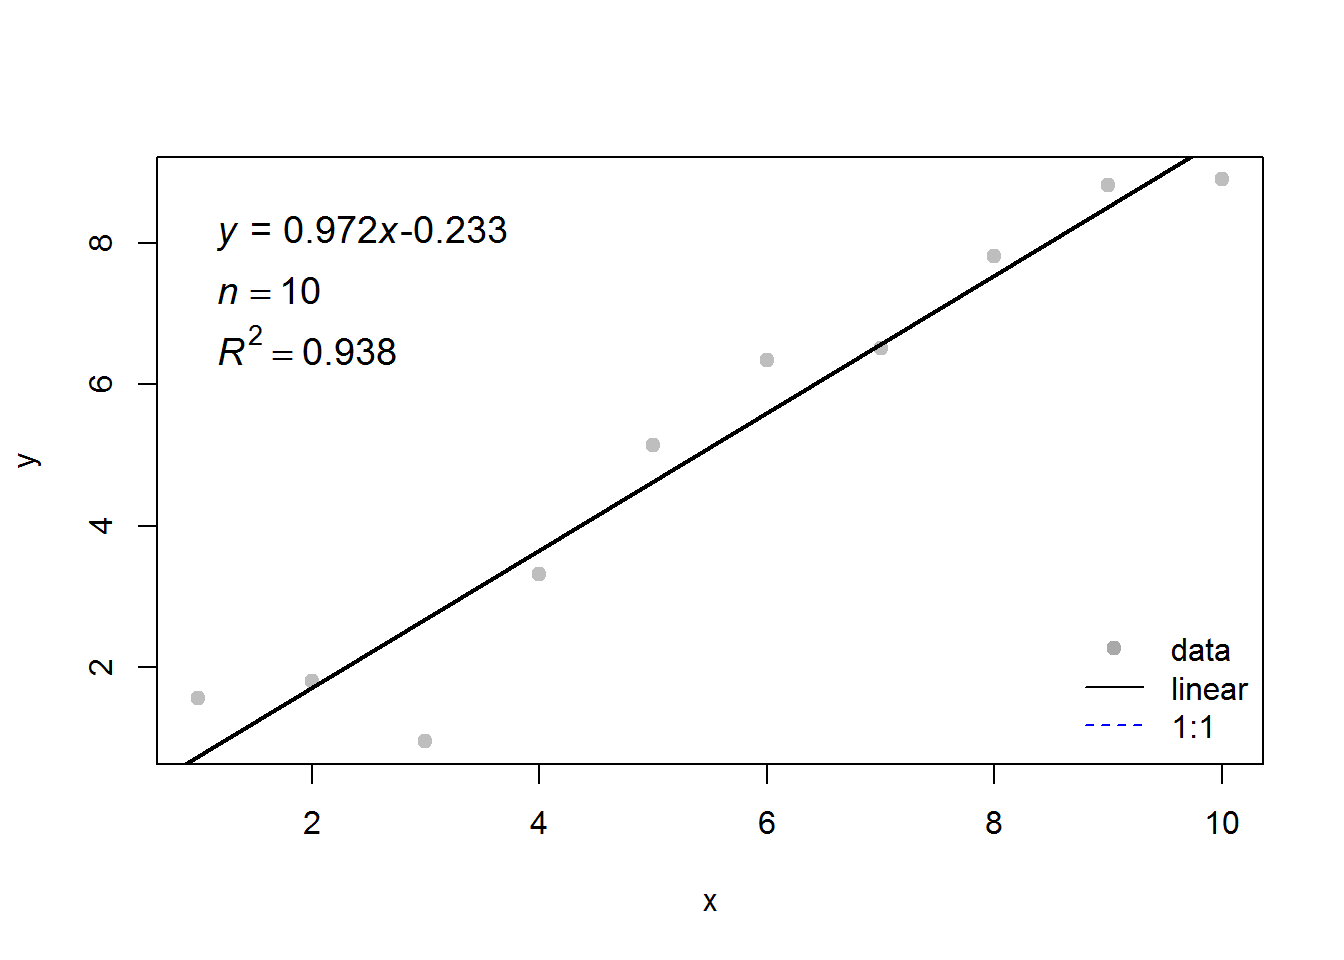 y = 0.972x-0.233
n = 10
R² = 0.938
8
6
4
2
y
data
linear
1:1
2 4 6 8 10
x